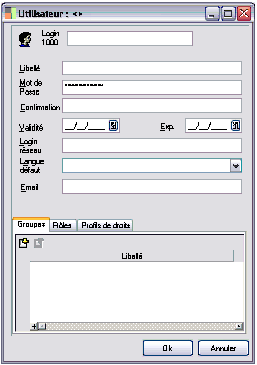 Utilisateur : <>
Login
1000
Libellé
Mot de
Passe
**************
Confirmation
Validité __/__/____ Exp. __/__/____
Login
réseau
Langue
défaut
Email
Groupes Rôles Profils de droits
Libellé
Ok Annuler